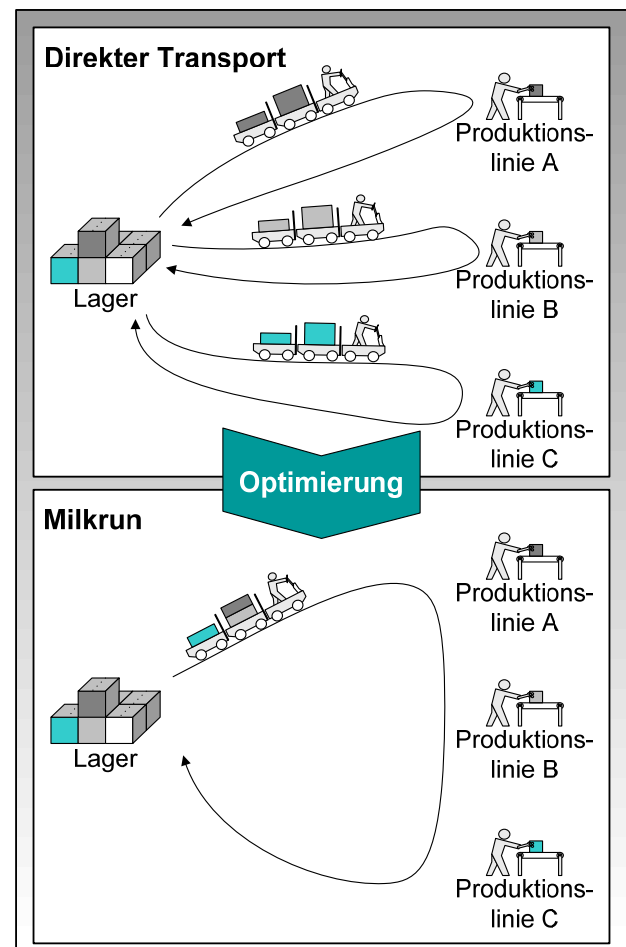 Direkter Transport
Produktions-
linie A
Lager
Produktions-
linie B
Produktions-
linie C
Optimierung
Milkrun
Produktions-
linie A
Lager
Produktions-
linie B
Produktions-
linie C